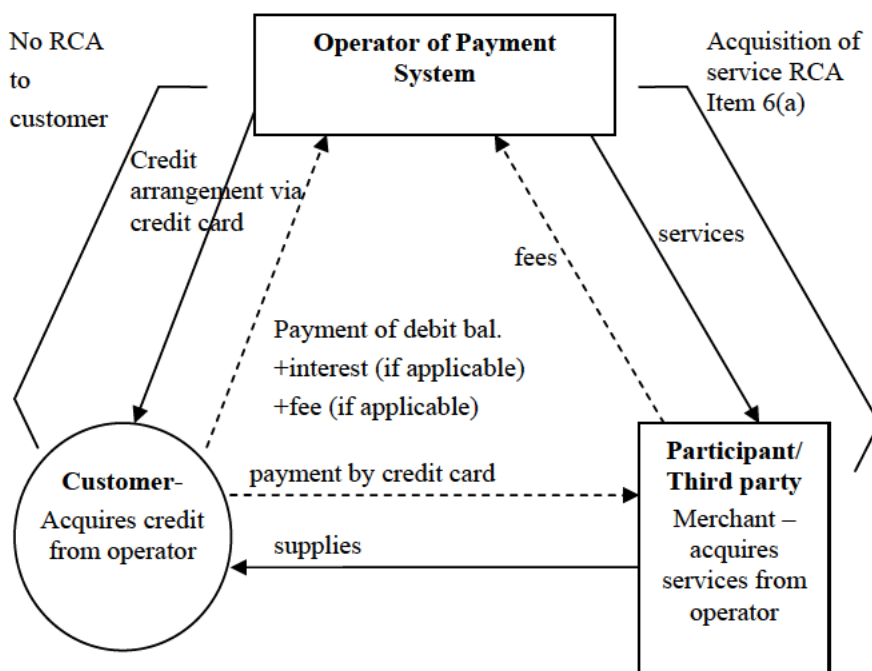 No RCA
to
customer
Operator of Payment
System
Acquisition of
service RCA
Item 6(a)
Credit
arrangement via
credit card
services
fees
Payment of debit bal.
+interest (if applicable)
+fee (if applicable)
Customer-
Acquires credit
from operator
payment by credit card
supplies
Participant/
Third party
Merchant –
acquires
services from
operator